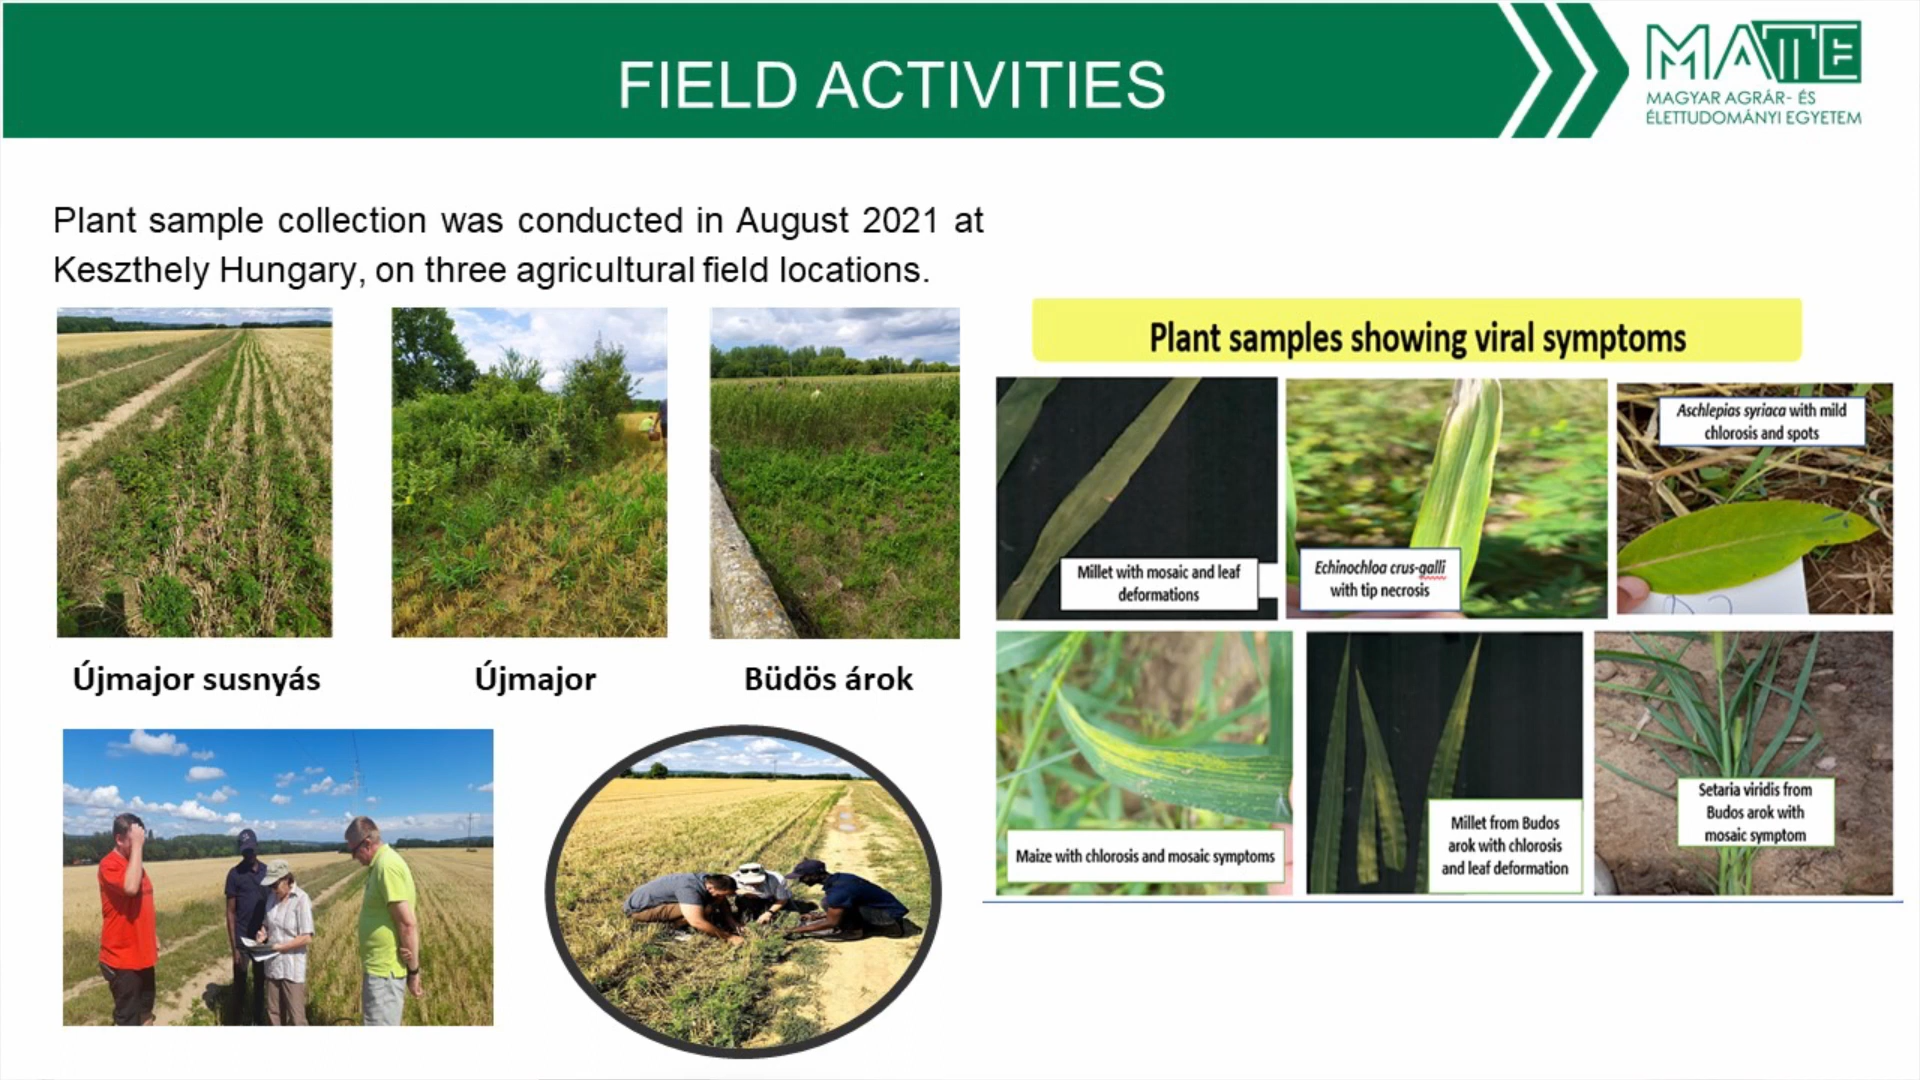 FIELD ACTIVITIES
MATE
MAGYAR AGRÁR- ÉS
ÉLETTUDOMÁNYI EGYETEM
Plant sample collection was conducted in August 2021 at
Keszthely Hungary, on three agricultural field locations.
Újmajor susnyás
Újmajor
Büdös árok
Plant samples showing viral symptoms
Millet with mosaic and leaf
deformations
Echinochloa crus-galli
with tip necrosis
Aschlepias syriaca with mild
chlorosis and spots
Maize with chlorosis and mosaic symptoms
Millet from Budos
arok with chlorosis
and leaf deformation
Setaria viridis from
Budos arok with
mosaic symptom